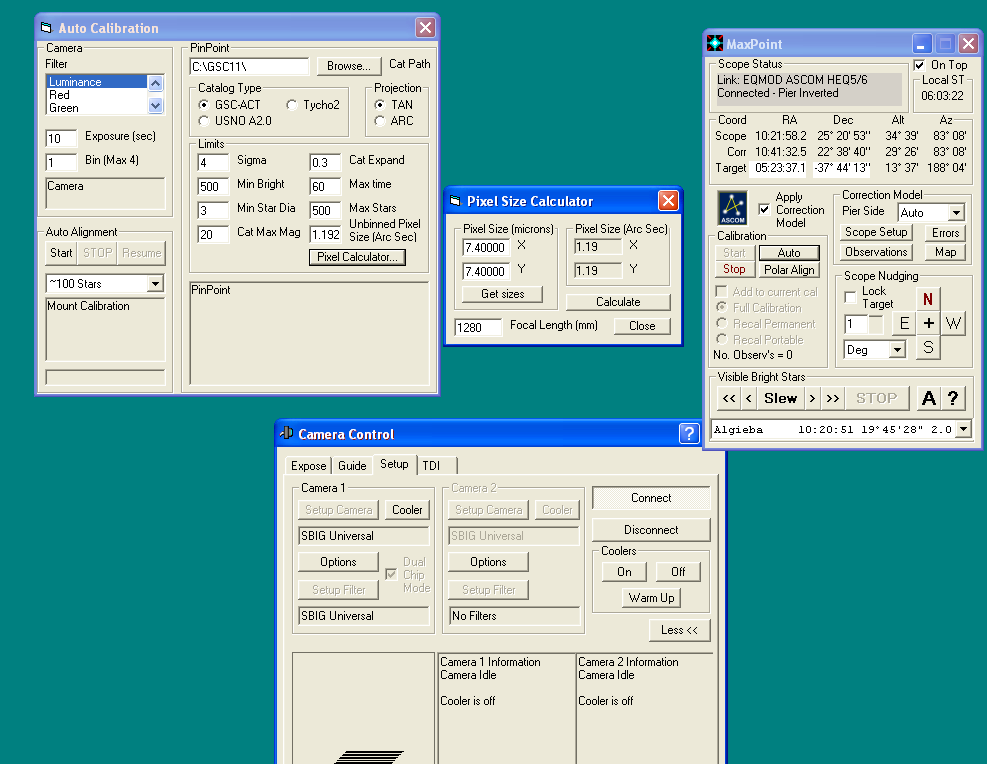 Auto Calibration
Camera
Filter
Luminance
Red
Green
10 Exposure (sec)
1 Bin (Max 4)
Camera
Auto Alignment
Start STOP Resume
~100 Stars
Mount Calibration
PinPoint
C:\GSC11\ Browse... Cat Path
Catalog Type
GSC-ACT Tycho2
USNO A2.0
Projection
TAN
ARC
Limits
4 Sigma 0.3 Cat Expand
500 Min Bright 60 Max time
3 Min Star Dia 500 Max Stars
20 Cat Max Mag 1.192 Unbinned Pixel
Size (Arc Sec)
Pixel Calculator...
PinPoint
Pixel Size Calculator
Pixel Size (microns) Pixel Size (Arc Sec)
7.40000 X 1.19 X
7.40000 Y 1.19 Y
Get sizes Calculate
1280 Focal Length (mm) Close
MaxPoint
Scope Status
Link: EQMOD ASCOM HEQ5/6
Connected - Pier Inverted
On Top
Local ST
06:03:22
Coord RA Dec Alt Az
Scope 10:21:58.2 25° 20' 53'' 34° 39' 83° 08'
Corr 10:41:32.5 22° 38' 40'' 29° 26' 83° 08'
Target 05:23:37.1 -37° 44' 13'' 13° 37' 188° 04'
ASCOM
Apply
Correction
Model
Correction Model
Pier Side Auto
Scope Setup Errors
Observations Map
Calibration
Start Auto
Stop Polar Align
Add to current cal
Full Calibration
Recal Permanent
Recal Portable
No. Observ's = 0
Scope Nudging
Lock
Target
N
1 E + W
Deg S
Visible Bright Stars
<< < Slew > >> STOP A ?
Algieba 10:20:51 19°45'28" 2.0
Camera Control ?
Expose Guide Setup TDI
Camera 1
Setup Camera Cooler
SBIG Universal
Options Dual
Chip
Mode
Setup Filter
SBIG Universal
Camera 2
Setup Camera Cooler
SBIG Universal
Options
Setup Filter
No Filters
Connect
Disconnect
Coolers
On Off
Warm Up
Less <<
Camera 1 Information
Camera Idle
Cooler is off
Camera 2 Information
Camera Idle
Cooler is off